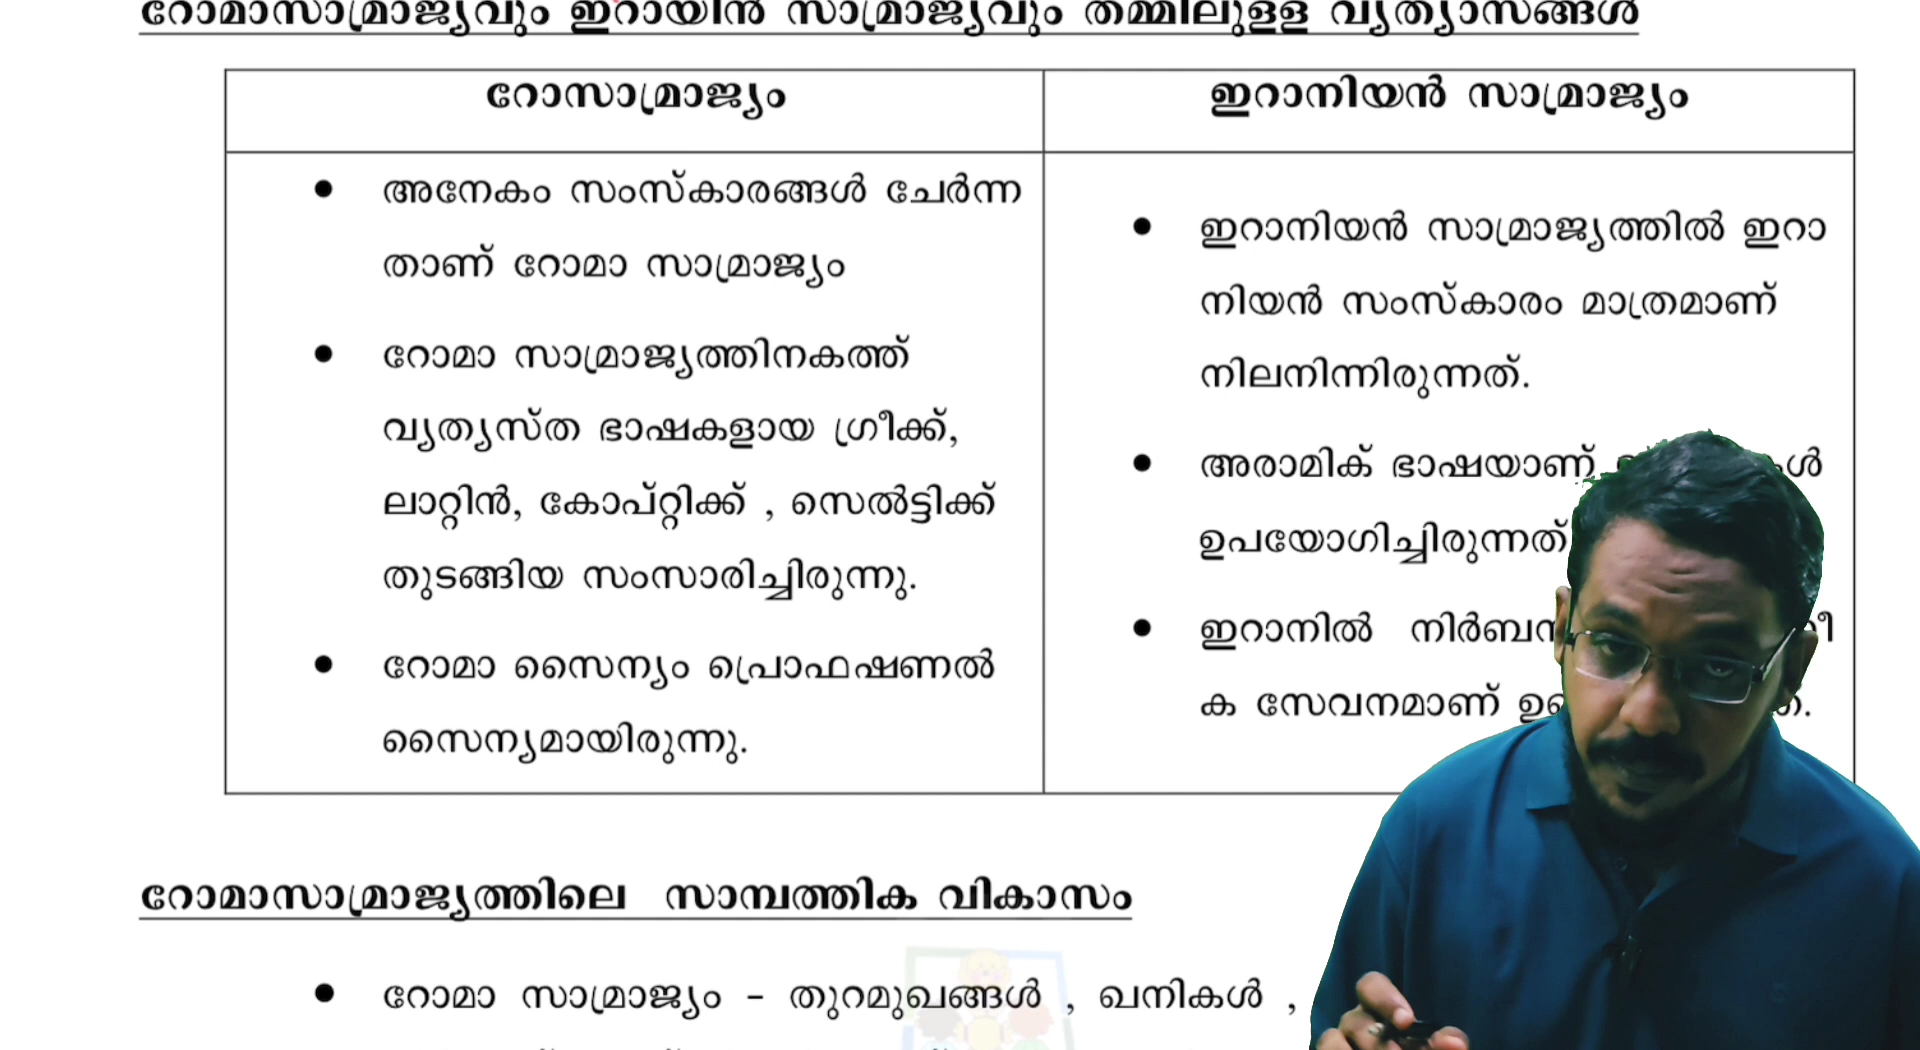 റോമാസാമ്രാജ്യവും ഇറായിൻ സാമ്രാജ്യവും തമ്മിലുളള വ്യത്യാസങ്ങൾ
റോസാമ്രാജ്യം
അനേകം സംസ്കാരങ്ങൾ ചേർന്ന
താണ് റോമാ സാമ്രാജ്യം
റോമാ സാമ്രാജ്യത്തിനകത്ത്
വ്യത്യസ്ത ഭാഷകളായ ഗ്രീക്ക്,
ലാറ്റിൻ, കോപ്റ്റിക്ക് , സെൽട്ടിക്ക്
തുടങ്ങിയ സംസാരിച്ചിരുന്നു.
റോമാ സൈന്യം പ്രൊഫഷണൽ
സൈന്യമായിരുന്നു.
ഇറാനിയൻ സാമ്രാജ്യം
ഇറാനിയൻ സാമ്രാജ്യത്തിൽ ഇറാ
നിയൻ സംസ്കാരം മാത്രമാണ്
നിലനിന്നിരുന്നത്.
അരാമിക് ഭാഷയാണ്
ഉപയോഗിച്ചിരുന്നത്
ഇറാനിൽ
ക സേവനമാണ്
റോമാസാമ്രാജ്യത്തിലെ സാമ്പത്തിക വികാസം
റോമാ സാമ്രാജ്യം - തുറമുഖങ്ങൾ , ഖനികൾ ,